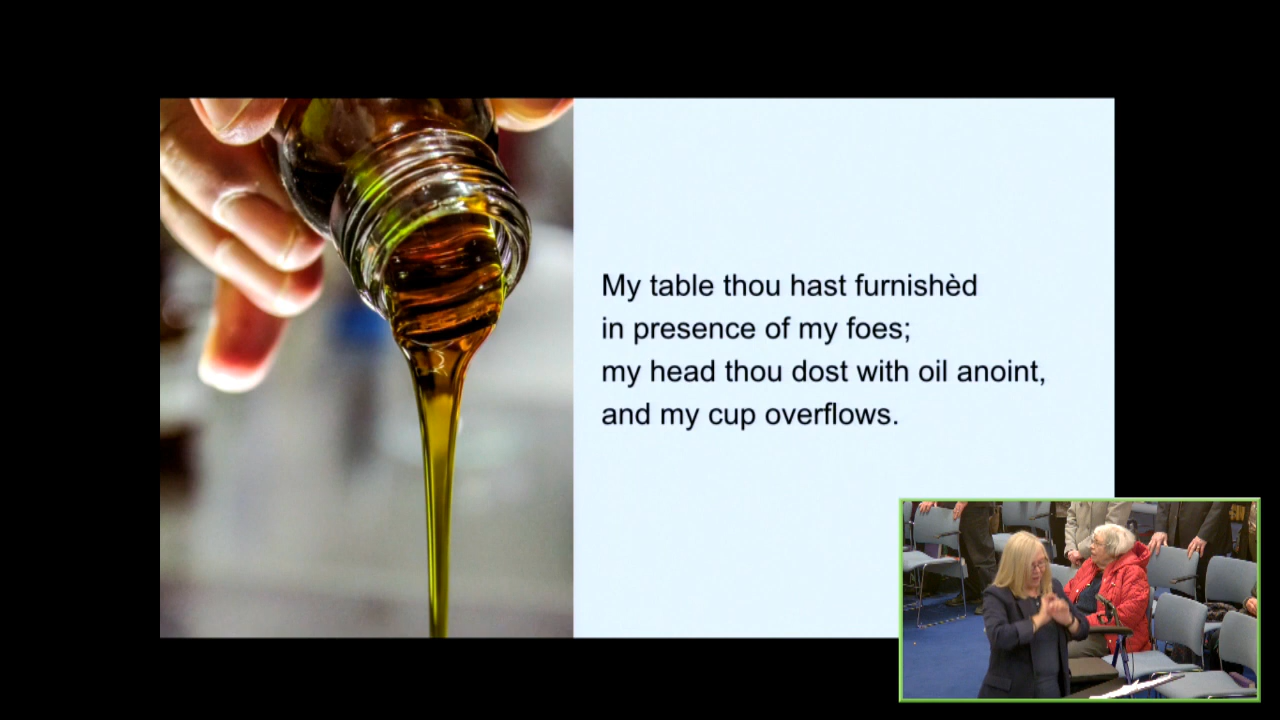 My table thou hast furnishèd
in presence of my foes;
my head thou dost with oil anoint,
and my cup overflows.